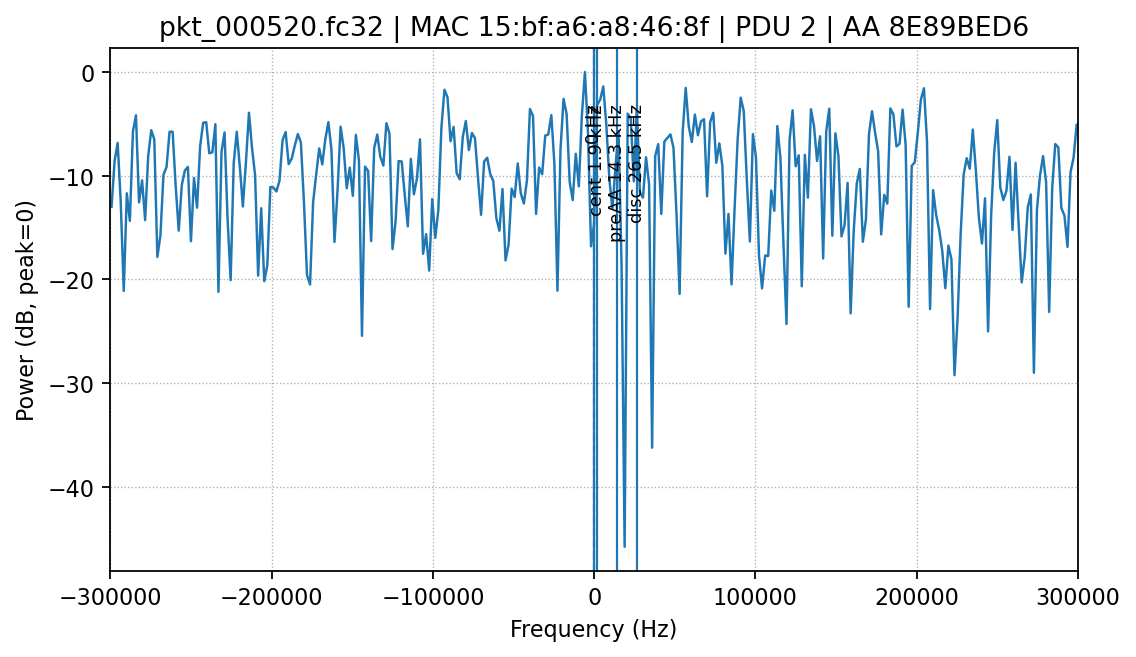 pkt_000520.fc32 | MAC 15:bf:a6:a8:46:8f | PDU 2 | AA 8E89BED6
Power (dB, peak=0)
0
−10
−20
−30
−40
cent 1.9 kHz
preAA 14.3 kHz
disc 26.5 kHz
−300000
−200000
−100000
0
100000
200000
300000
Frequency (Hz)